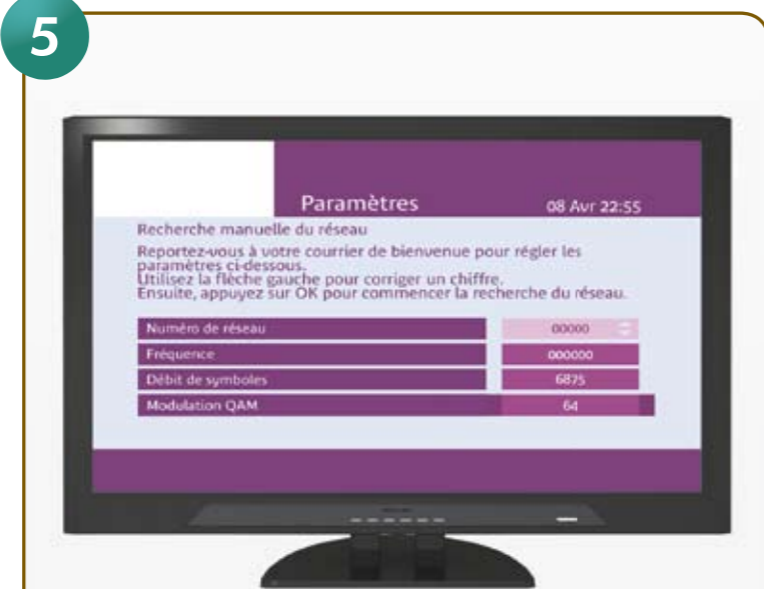 5
Paramètres 08 Avr 22:55
Recherche manuelle du réseau
Reportez-vous à votre courrier de bienvenue pour régler les
paramètres ci-dessous.
Utilisez la flèche gauche pour corriger un chiffre.
Ensuite, appuyez sur OK pour commencer la recherche du réseau.
Numéro de réseau 00000
Fréquence 000000
Débit de symboles 6875
Modulation QAM 64